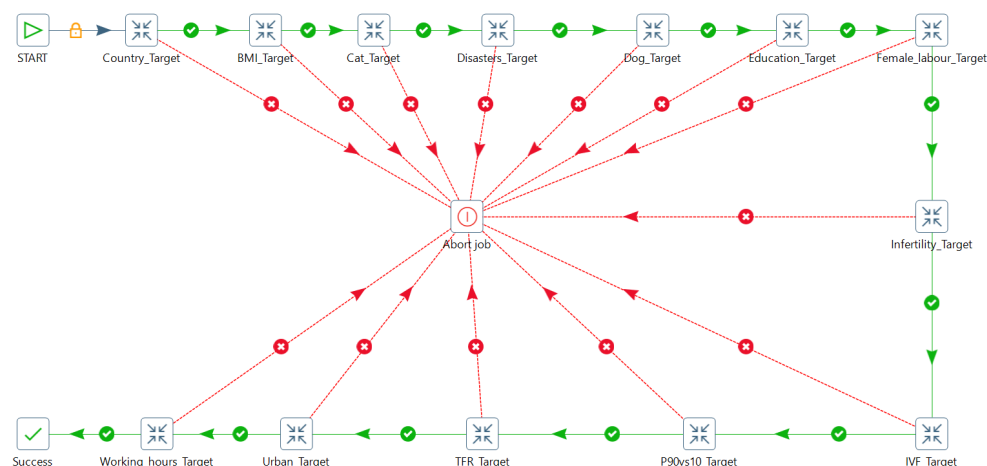 START
Country_Target
BMI_Target
Cat_Target
Disasters_Target
Dog_Target
Education_Target
Female_labour_Target
Abort job
Infertility_Target
Success
Working_hours_Target
Urban_Target
TFR_Target
P90vs10_Target
IVF_Target